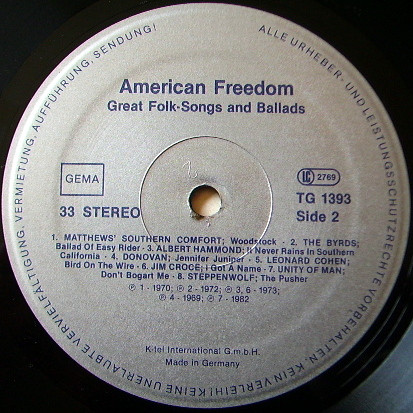 ALLE URHEBER- UND LEISTUNGSSCHUTZRECHTE VORBEHALTEN. KEIN VERLEIH! KEINE UNERLAUBTE VERVIELFÄLTIGUNG, VERMIETUNG, AUFFÜHRUNG, SENDUNG!
American Freedom
Great Folk-Songs and Ballads
GEMA
LC 2769
TG 1393
33 STEREO
Side 2
1. MATTHEWS' SOUTHERN COMFORT; Woodstock - 2. THE BYRDS;
Ballad Of Easy Rider - 3. ALBERT HAMMOND; It Never Rains In Southern
California - 4. DONOVAN; Jennifer Juniper - 5. LEONARD COHEN;
Bird On The Wire - 6. JIM CROCE; I Got A Name - 7. UNITY OF MAN;
Don't Bogart Me - 8. STEPPENWOLF; The Pusher
℗ 1 - 1970; ℗ 2 - 1972; ℗ 3, 6 - 1973;
℗ 4 - 1969; ℗ 7 - 1982
K-tel International G.m.b.H.
Made in Germany